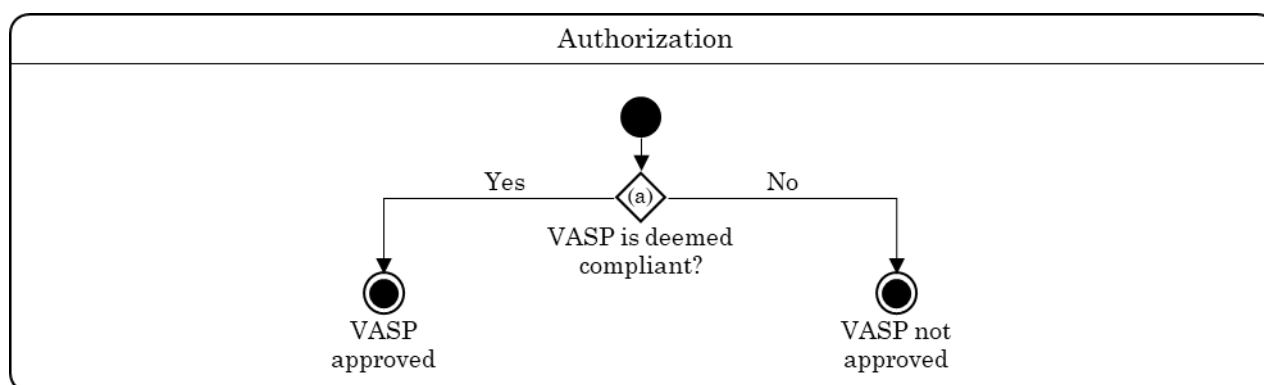 Authorization
Yes
(a)
No
VASP is deemed
compliant?
VASP
approved
VASP not
approved